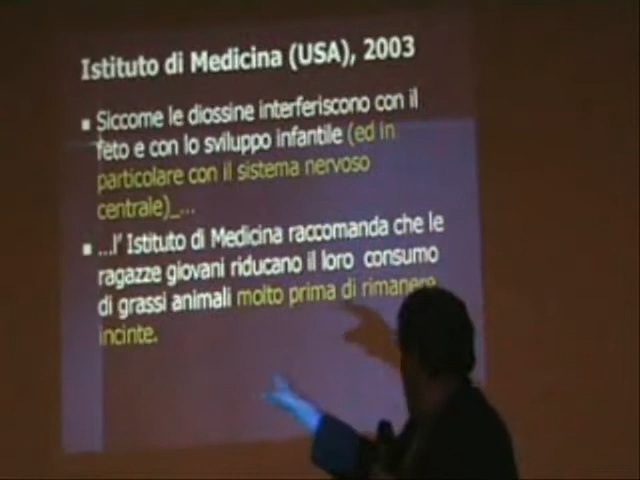 Istituto di Medicina (USA), 2003
▪ Siccome le diossine interferiscono con il
feto e con lo sviluppo infantile (ed in
particolare con il sistema nervoso
centrale)_...
▪ ...l' Istituto di Medicina raccomanda che le
ragazze giovani riducano il loro consumo
di grassi animali molto prima di rimanere
incinte.